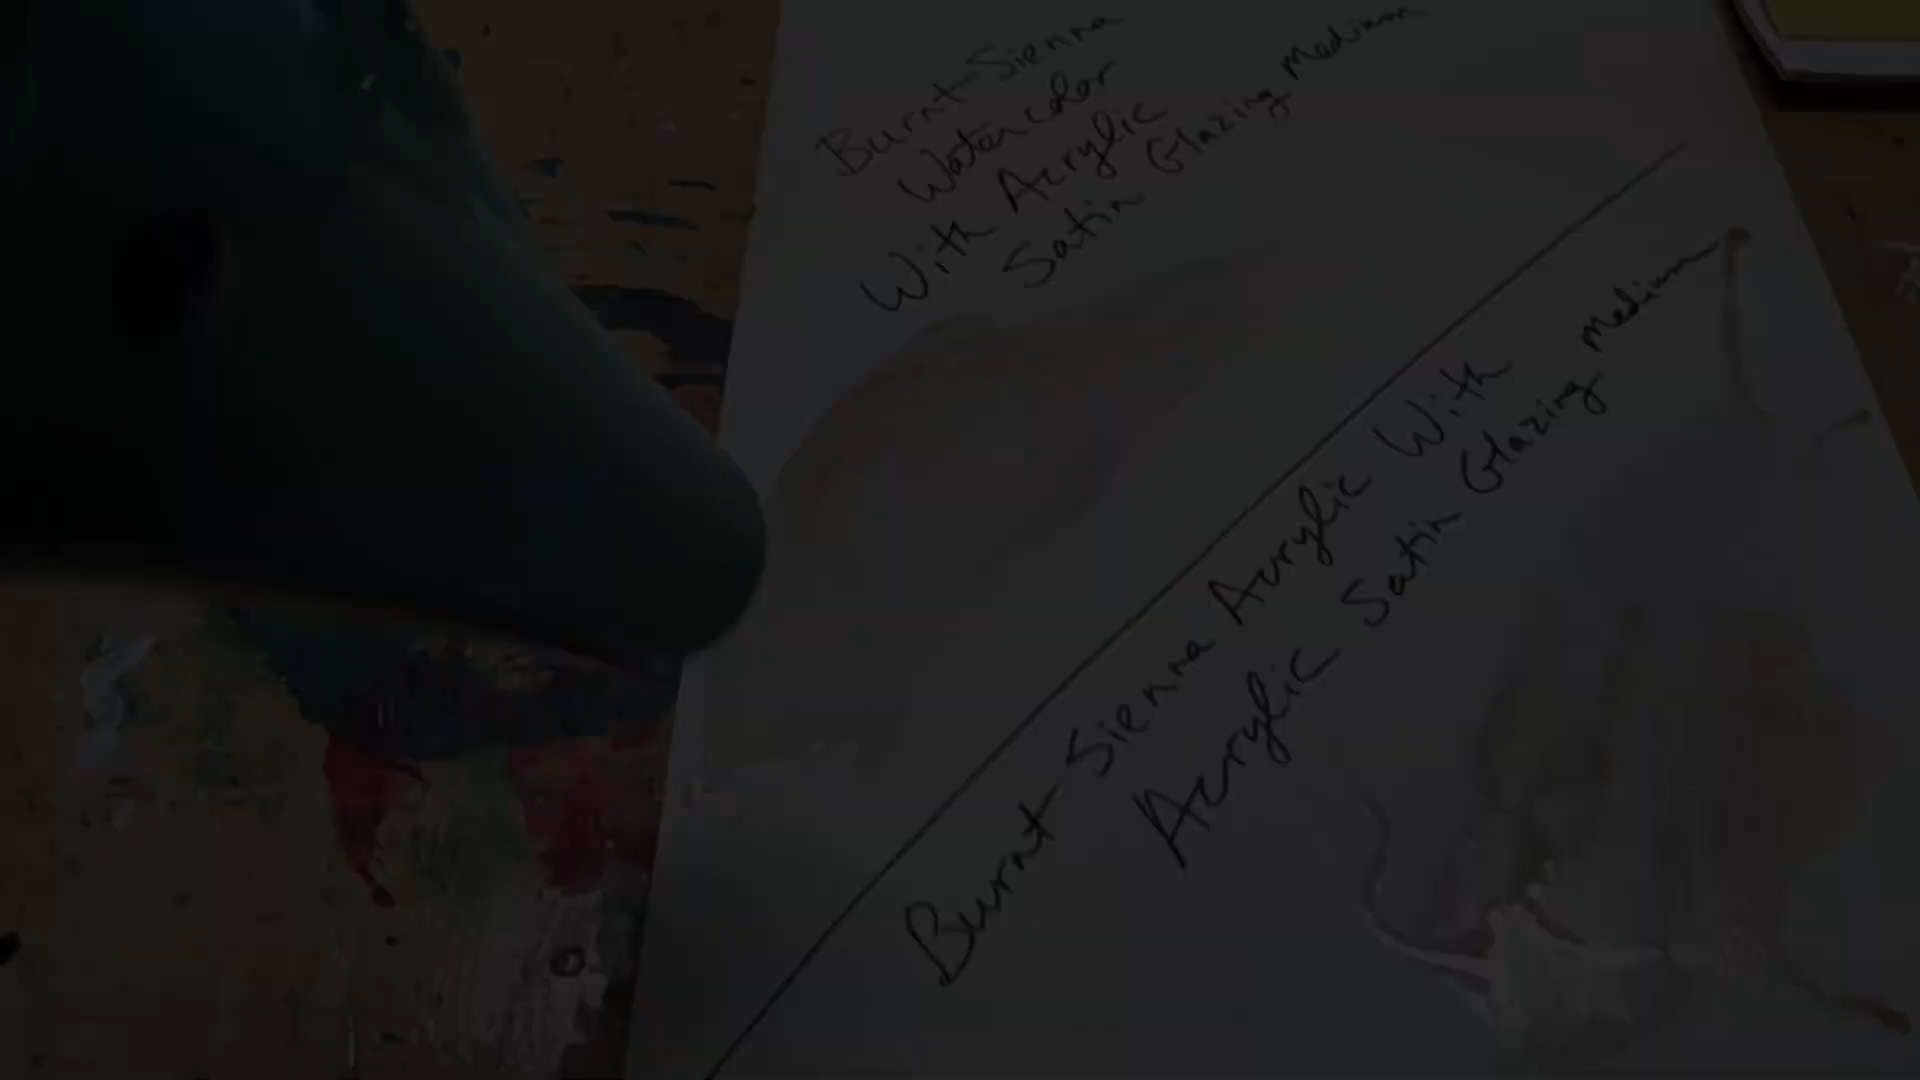 Burnt Sienna
Watercolor
With Acrylic
Satin Glazing Medium
Burnt Sienna Acrylic With
Acrylic Satin Glazing Medium